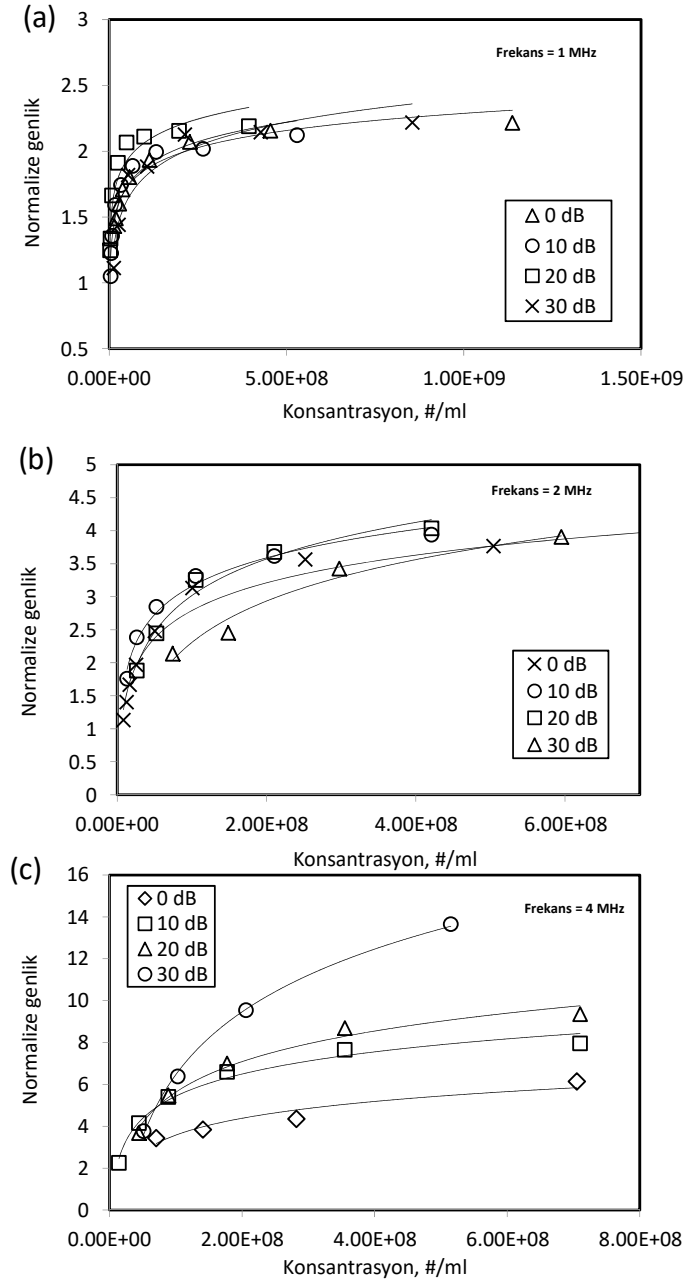 (a)
3
2.5
2
1.5
1
0.5
Normalize genlik
Frekans = 1 MHz
0 dB
10 dB
20 dB
30 dB
0.00E+00 5.00E+08 1.00E+09 1.50E+09
Konsantrasyon, #/ml
(b)
5
4.5
4
3.5
3
2.5
2
1.5
1
0.5
0
Normalize genlik
Frekans = 2 MHz
0 dB
10 dB
20 dB
30 dB
0.00E+00 2.00E+08 4.00E+08 6.00E+08
Konsantrasyon, #/ml
(c)
16
14
12
10
8
6
4
2
0
Normalize genlik
0 dB
10 dB
20 dB
30 dB
Frekans = 4 MHz
0.00E+00 2.00E+08 4.00E+08 6.00E+08 8.00E+08
Konsantrasyon, #/ml